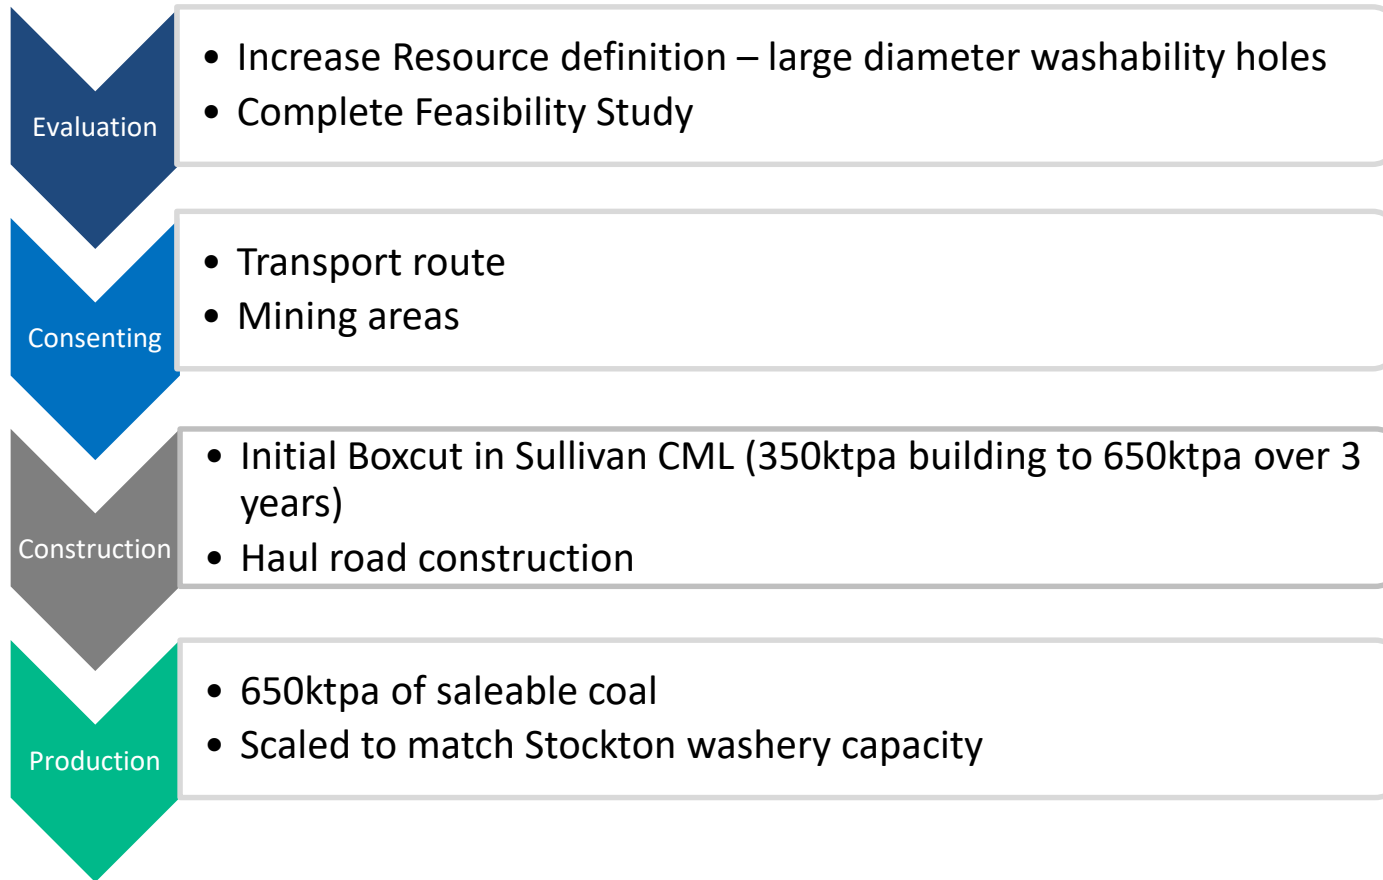 Evaluation
• Increase Resource definition – large diameter washability holes
• Complete Feasibility Study
Consenting
• Transport route
• Mining areas
Construction
• Initial Boxcut in Sullivan CML (350ktpa building to 650ktpa over 3
years)
• Haul road construction
Production
• 650ktpa of saleable coal
• Scaled to match Stockton washery capacity